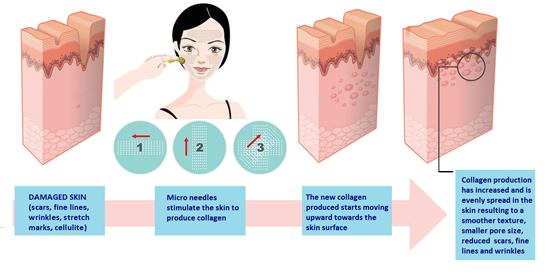 1
2
3
DAMAGED SKIN
(scars, fine lines,
wrinkles, stretch
marks, cellulite)
Micro needles
stimulate the skin to
produce collagen
The new collagen
produced starts moving
upward towards the
skin surface
Collagen production
has increased and is
evenly spread in the
skin resulting to a
smoother texture,
smaller pore size,
reduced scars, fine
lines and wrinkles